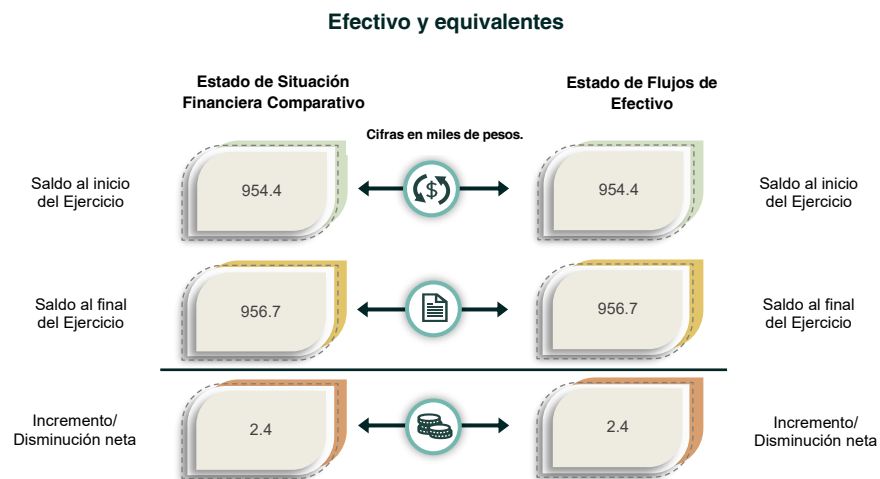 Efectivo y equivalentes
Estado de Situación
Financiera Comparativo
Estado de Flujos de
Efectivo
Cifras en miles de pesos.
Saldo al inicio
del Ejercicio
954.4
$
954.4
Saldo al inicio
del Ejercicio
Saldo al final
del Ejercicio
956.7
956.7
Saldo al final
del Ejercicio
Incremento/
Disminución neta
2.4
2.4
Incremento/
Disminución neta